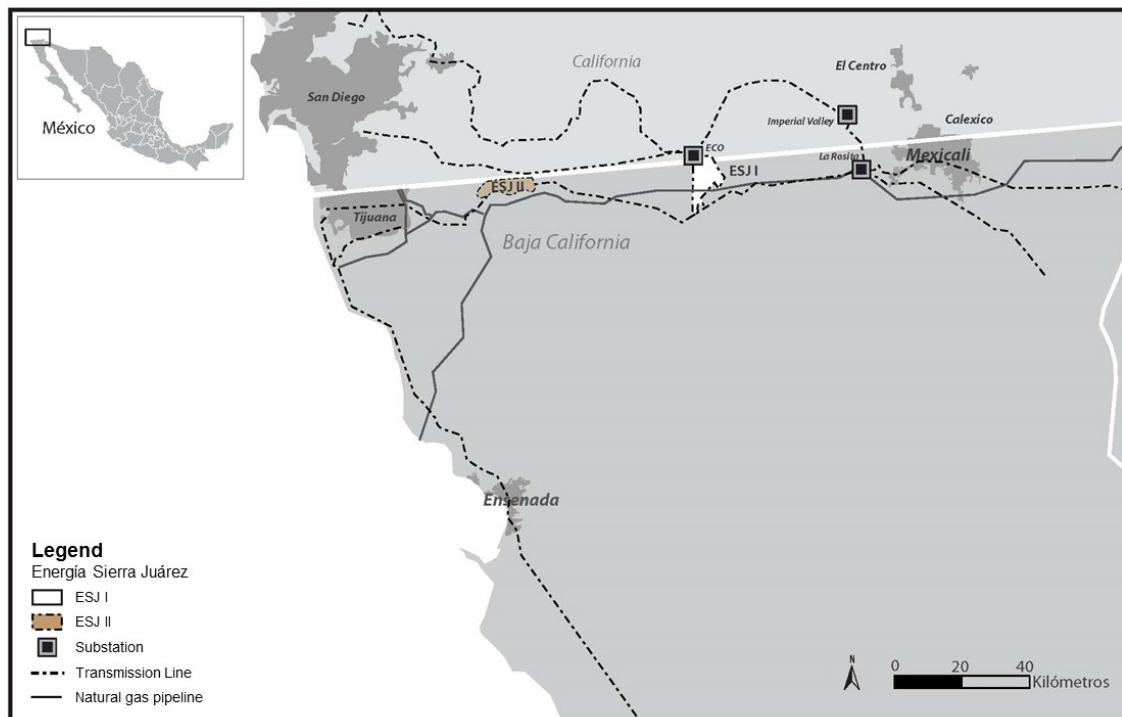 México
California
El Centro
San Diego
Imperial Valley
Calexico
ECO
La Rosita
Mexicali
ESJ I
ESJ II
Tijuana
Baja California
Ensenada
Legend
Energía Sierra Juárez
ESJ I
ESJ II
Substation
Transmission Line
Natural gas pipeline
N
0 20 40
Kilómetros